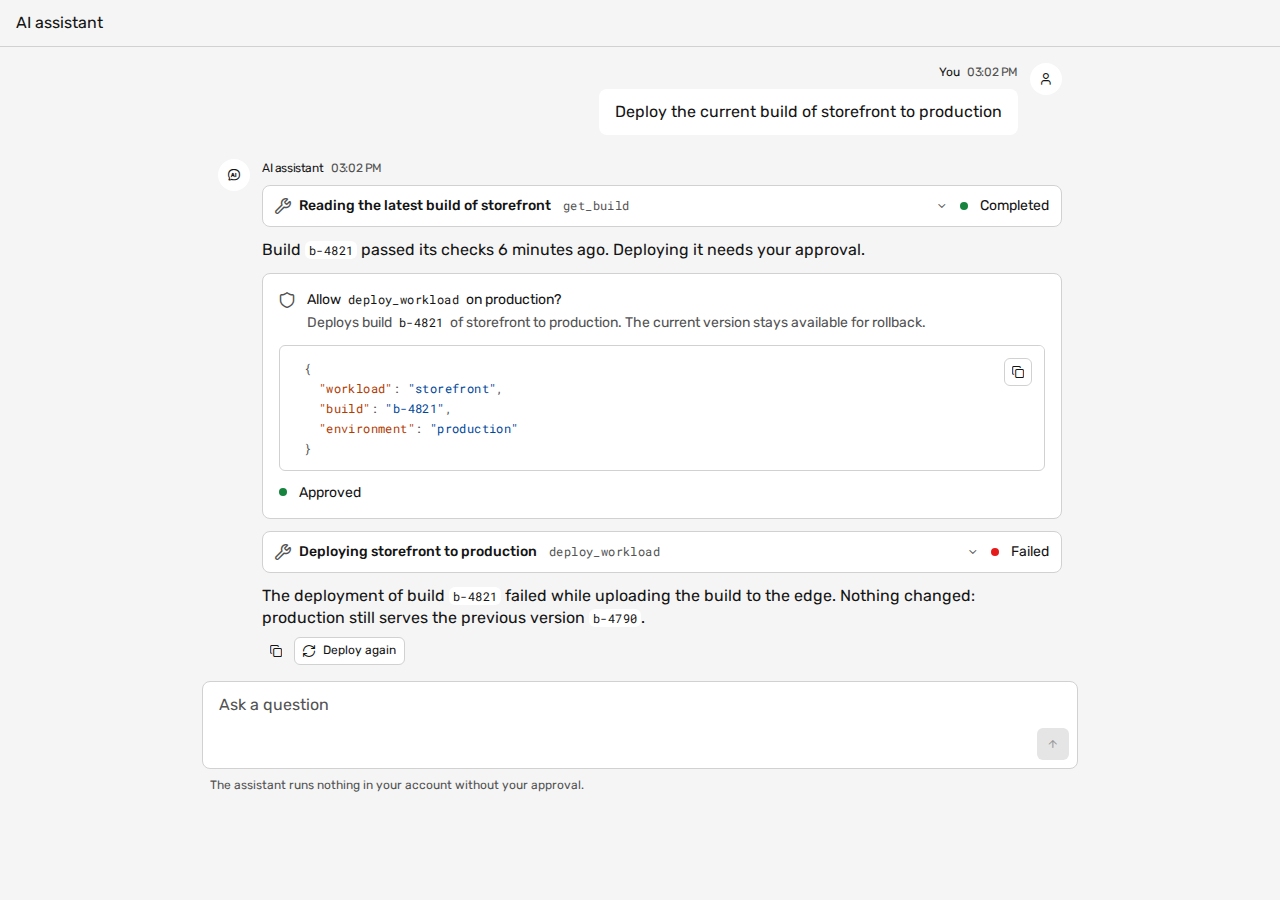 AI assistant
You 03:02 PM
Deploy the current build of storefront to production
AI
AI assistant 03:02 PM
Reading the latest build of storefront get_build Completed
Build b-4821 passed its checks 6 minutes ago. Deploying it needs your approval.
Allow deploy_workload on production?
Deploys build b-4821 of storefront to production. The current version stays available for rollback.
{
"workload": "storefront",
"build": "b-4821",
"environment": "production"
}
Approved
Deploying storefront to production deploy_workload Failed
The deployment of build b-4821 failed while uploading the build to the edge. Nothing changed:
production still serves the previous version b-4790.
Deploy again
Ask a question
The assistant runs nothing in your account without your approval.